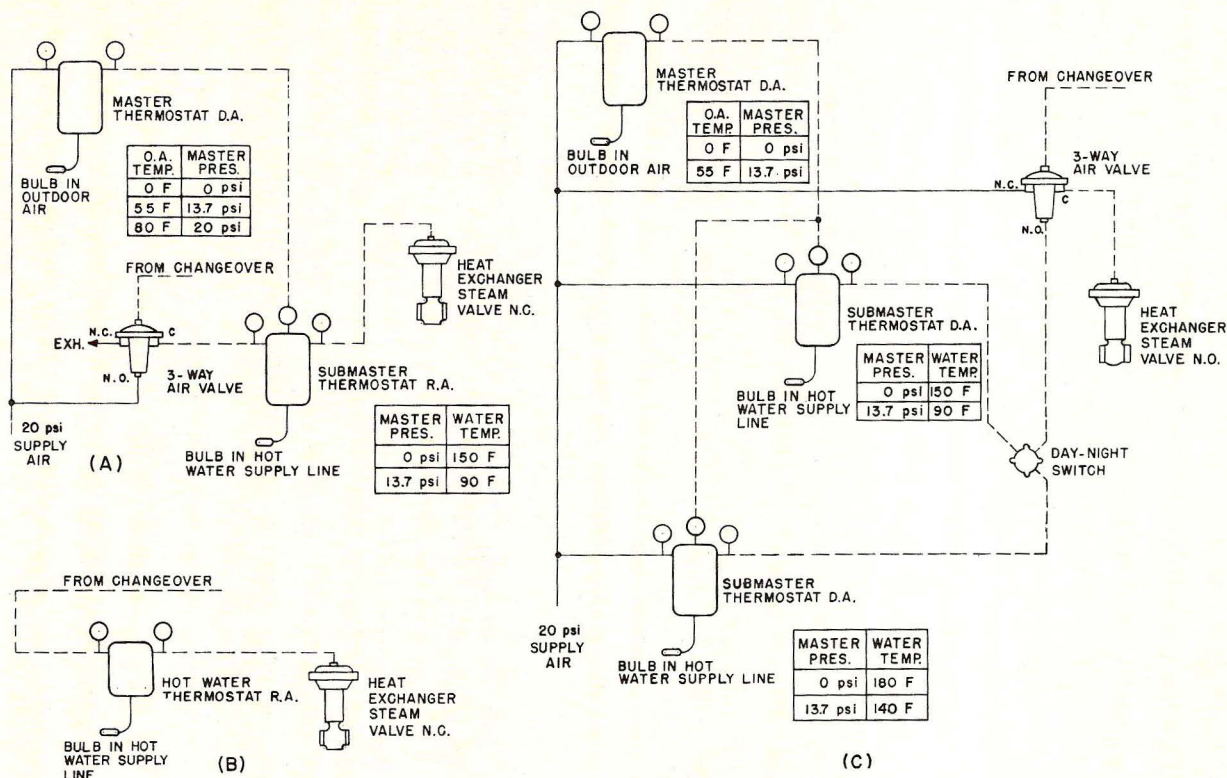 MASTER
THERMOSTAT D.A.
O.A.
TEMP.
MASTER
PRES.
0 F
0 psi
55 F
13.7 psi
80 F
20 psi
BULB IN
OUTDOOR
AIR
FROM CHANGEOVER
N.C.
C
EXH.
N.O.
3-WAY
AIR VALVE
HEAT
EXCHANGER
STEAM
VALVE N.C.
SUBMASTER
THERMOSTAT R.A.
MASTER
PRES.
WATER
TEMP.
0 psi
150 F
13.7 psi
90 F
20 psi
SUPPLY
AIR
(A)
BULB IN HOT
WATER SUPPLY LINE
FROM CHANGEOVER
HOT WATER
THERMOSTAT R.A.
HEAT
EXCHANGER
STEAM
VALVE N.C.
BULB IN HOT
WATER SUPPLY
LINE
(B)
MASTER
THERMOSTAT D.A.
O.A.
TEMP.
MASTER
PRES.
0 F
0 psi
55 F
13.7 psi
BULB IN
OUTDOOR AIR
FROM CHANGEOVER
3-WAY
AIR VALVE
N.C.
C
N.O.
HEAT
EXCHANGER
STEAM
VALVE N.O.
SUBMASTER
THERMOSTAT D.A.
MASTER
PRES.
WATER
TEMP.
0 psi
150 F
13.7 psi
90 F
BULB IN HOT
WATER SUPPLY
LINE
DAY-NIGHT
SWITCH
SUBMASTER
THERMOSTAT D.A.
20 psi
SUPPLY
AIR
BULB IN HOT
WATER SUPPLY LINE
MASTER
PRES.
WATER
TEMP.
0 psi
180 F
13.7 psi
140 F
(C)